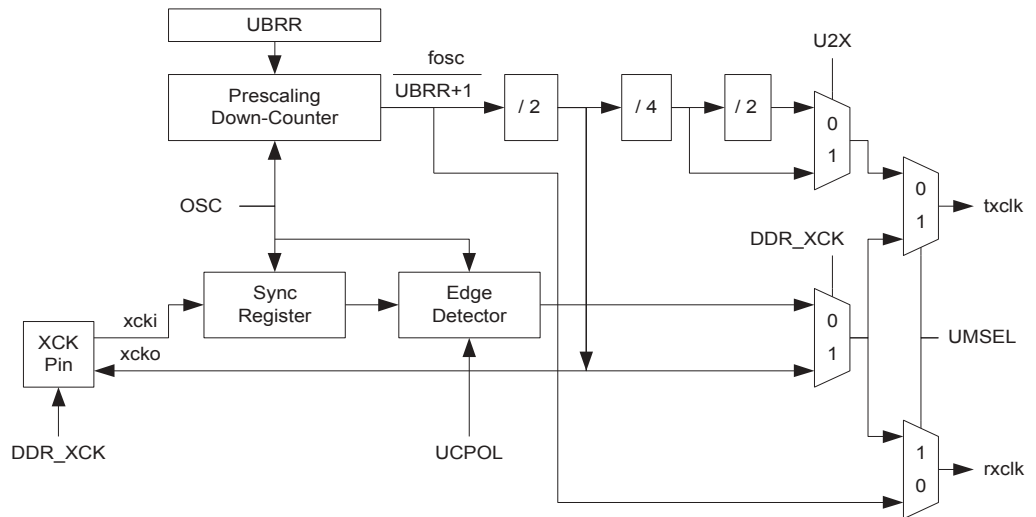 UBRR
fosc
U2X
Prescaling
Down-Counter
UBRR+1
/ 2
/ 4
/ 2
0
1
OSC
0
1
txclk
DDR_XCK
Sync
Register
Edge
Detector
xcki
0
1
XCK
Pin
xcko
UMSEL
DDR_XCK
UCPOL
1
0
rxclk